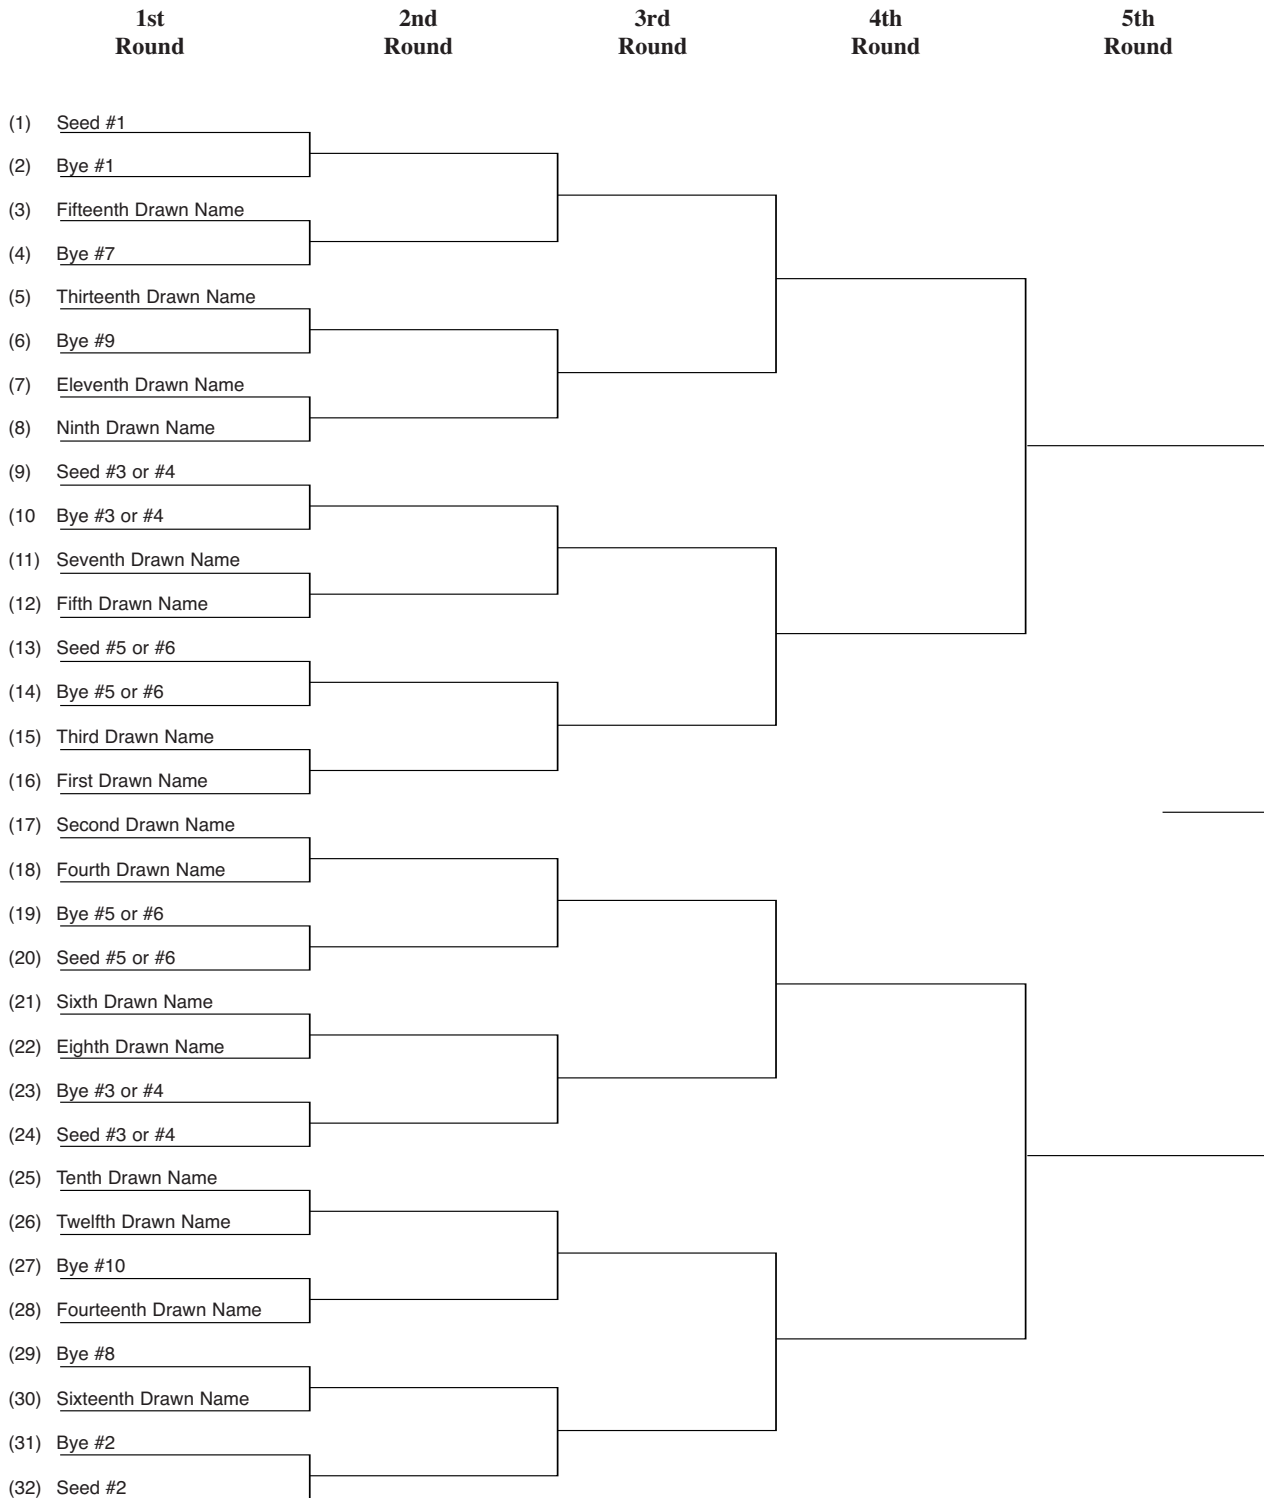 1st 2nd 3rd 4th 5th
Round Round Round Round Round
(1) Seed #1
(2) Bye #1
(3) Fifteenth Drawn Name
(4) Bye #7
(5) Thirteenth Drawn Name
(6) Bye #9
(7) Eleventh Drawn Name
(8) Ninth Drawn Name
(9) Seed #3 or #4
(10 Bye #3 or #4
(11) Seventh Drawn Name
(12) Fifth Drawn Name
(13) Seed #5 or #6
(14) Bye #5 or #6
(15) Third Drawn Name
(16) First Drawn Name
(17) Second Drawn Name
(18) Fourth Drawn Name
(19) Bye #5 or #6
(20) Seed #5 or #6
(21) Sixth Drawn Name
(22) Eighth Drawn Name
(23) Bye #3 or #4
(24) Seed #3 or #4
(25) Tenth Drawn Name
(26) Twelfth Drawn Name
(27) Bye #10
(28) Fourteenth Drawn Name
(29) Bye #8
(30) Sixteenth Drawn Name
(31) Bye #2
(32) Seed #2